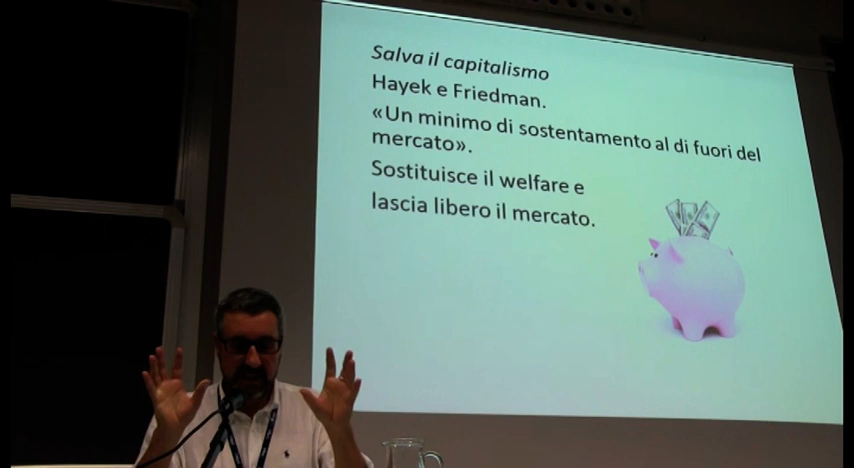 Salva il capitalismo
Hayek e Friedman.
«Un minimo di sostentamento al di fuori del
mercato».
Sostituisce il welfare e
lascia libero il mercato.